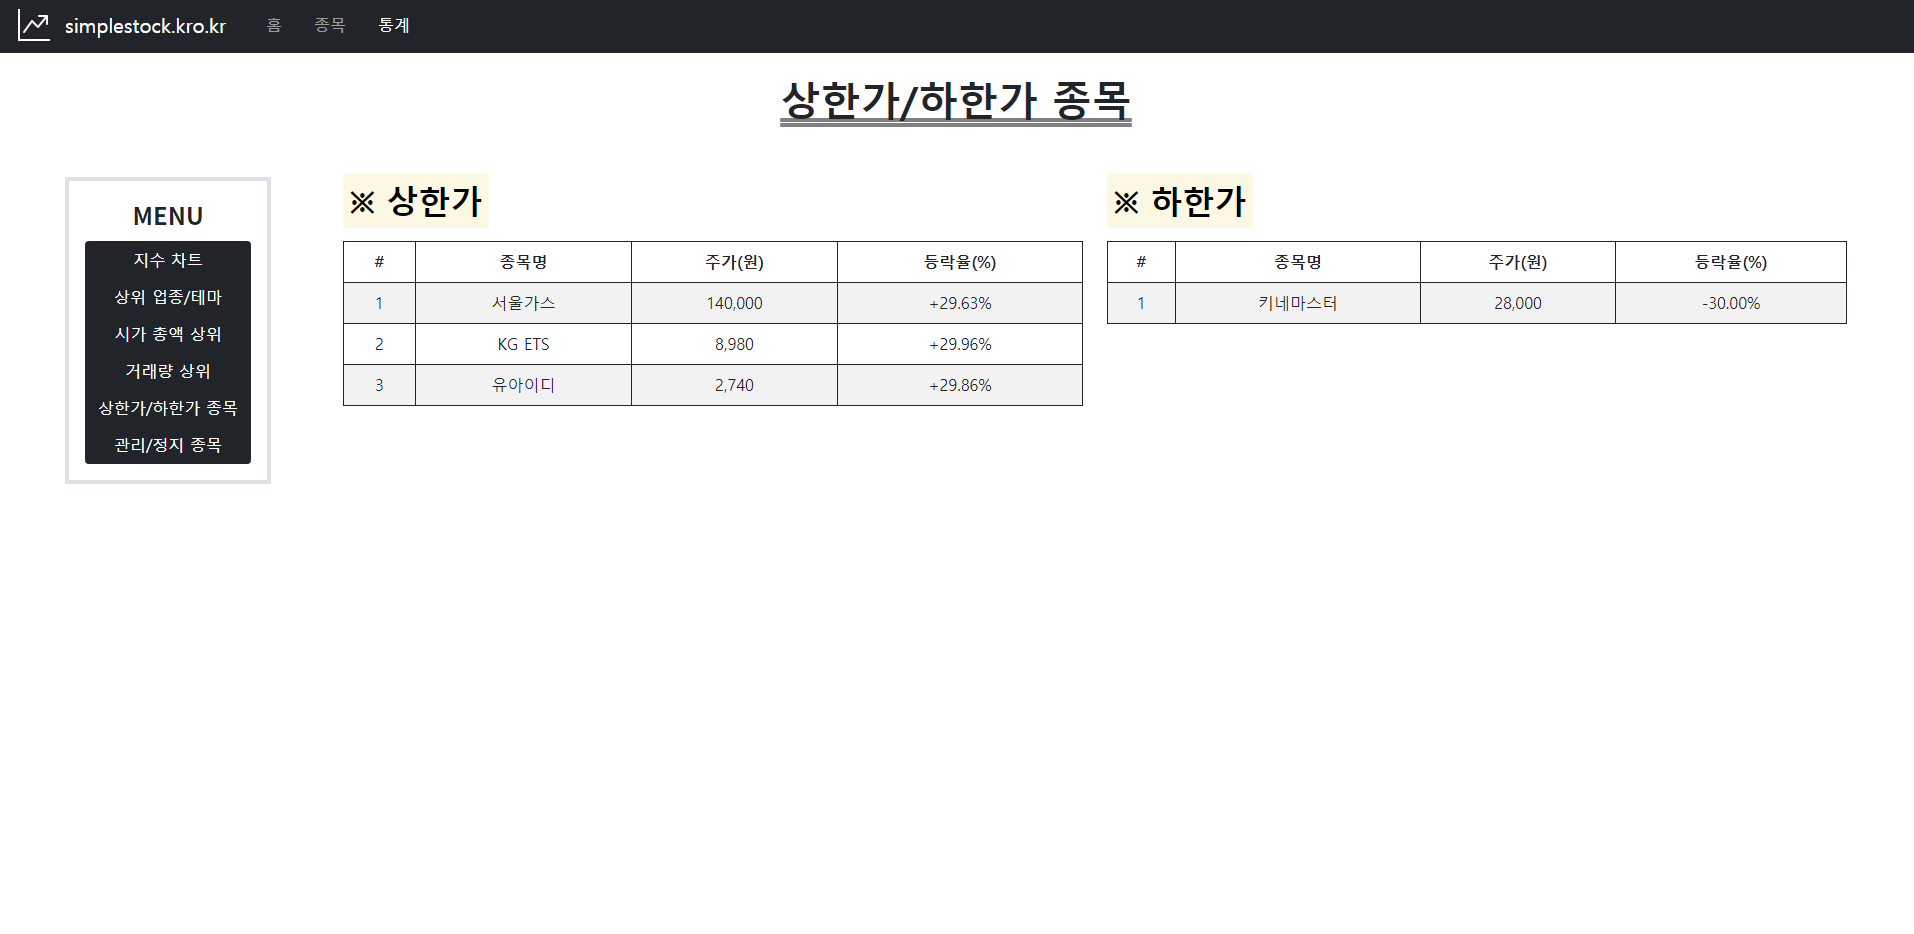 simplestock.kro.kr 홈 종목 통계
상한가/하한가 종목
MENU
지수 차트
상위 업종/테마
시가 총액 상위
거래량 상위
상한가/하한가 종목
관리/정지 종목
※ 상한가
# 종목명 주가(원) 등락율(%)
1 서울가스 140,000 +29.63%
2 KG ETS 8,980 +29.96%
3 유아이디 2,740 +29.86%
※ 하한가
# 종목명 주가(원) 등락율(%)
1 키네마스터 28,000 -30.00%